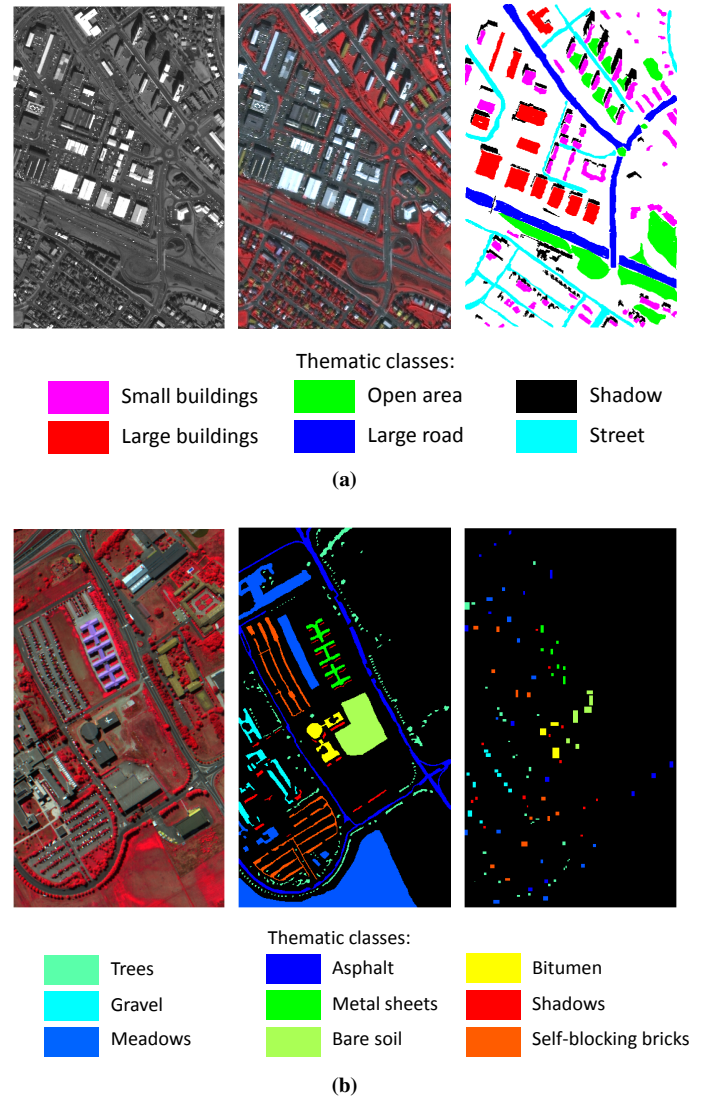 Thematic classes:
Small buildings
Open area
Shadow
Large buildings
Large road
Street
(a)
Thematic classes:
Trees
Asphalt
Bitumen
Gravel
Metal sheets
Shadows
Meadows
Bare soil
Self-blocking bricks
(b)